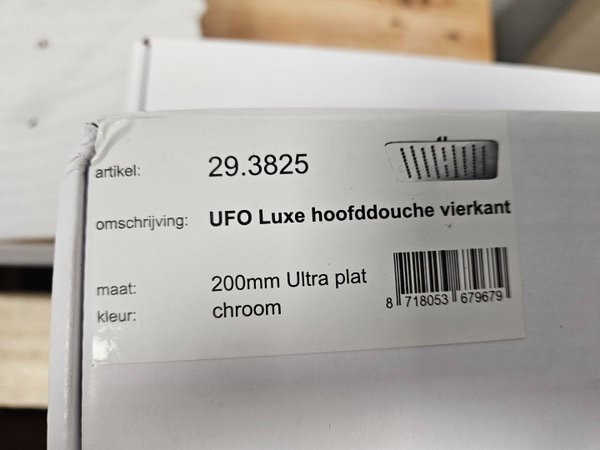 artikel: 29.3825
omschrijving: UFO Luxe hoofddouche vierkant
maat: 200mm Ultra plat
kleur: chroom
8 718053 679679